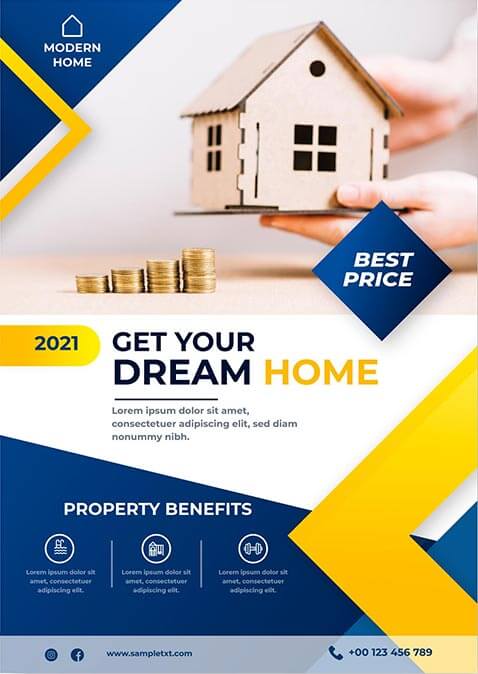 MODERN
HOME
BEST
PRICE
2021
GET YOUR
DREAM HOME
Lorem ipsum dolor sit amet,
consectetuer adipiscing elit, sed diam
nonummy nibh.
PROPERTY BENEFITS
Lorem ipsum dolor sit
amet, consectetuer
adipiscing elit,
Lorem ipsum dolor sit
amet, consectetuer
adipiscing elit,
Lorem ipsum dolor sit
amet, consectetuer
adipiscing elit,
www.sampletxt.com
+00 123 456 789